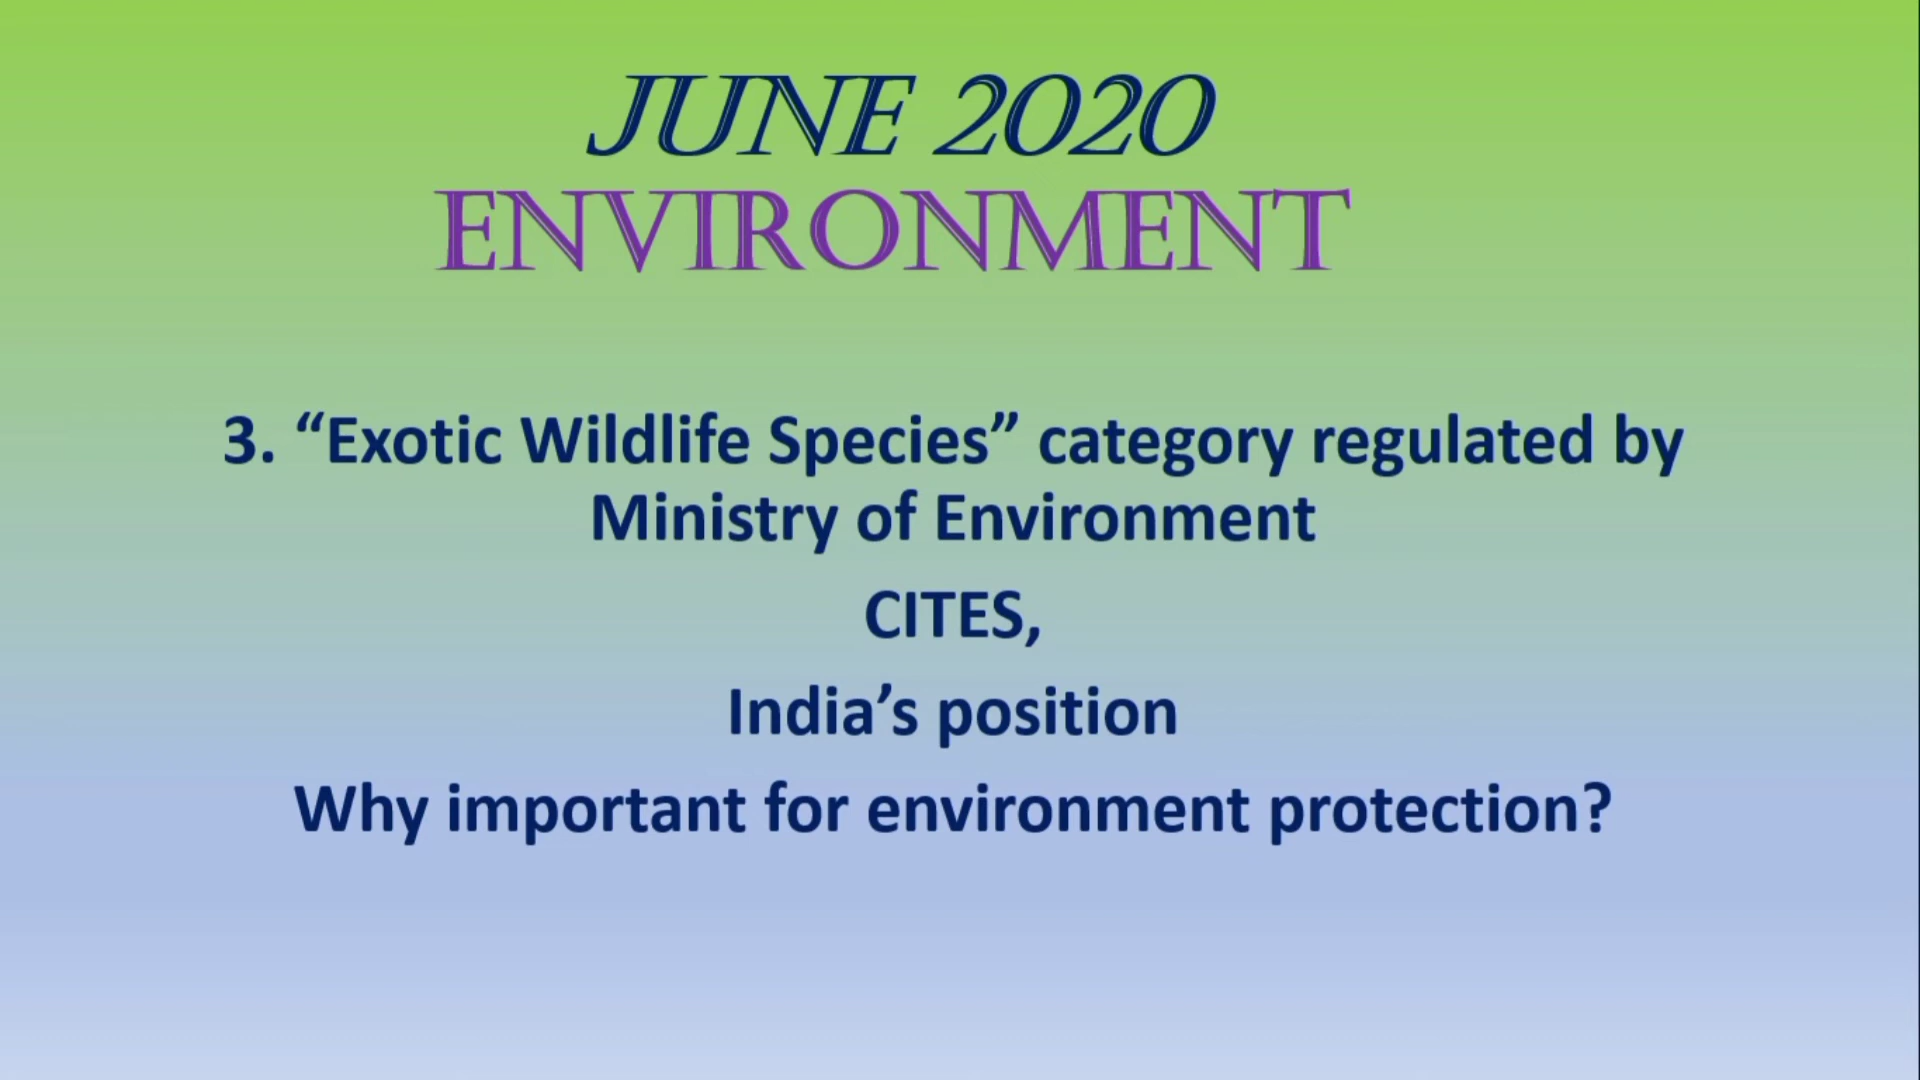 JUNE 2020
ENVIRONMENT
3. “Exotic Wildlife Species” category regulated by
Ministry of Environment
CITES,
India’s position
Why important for environment protection?